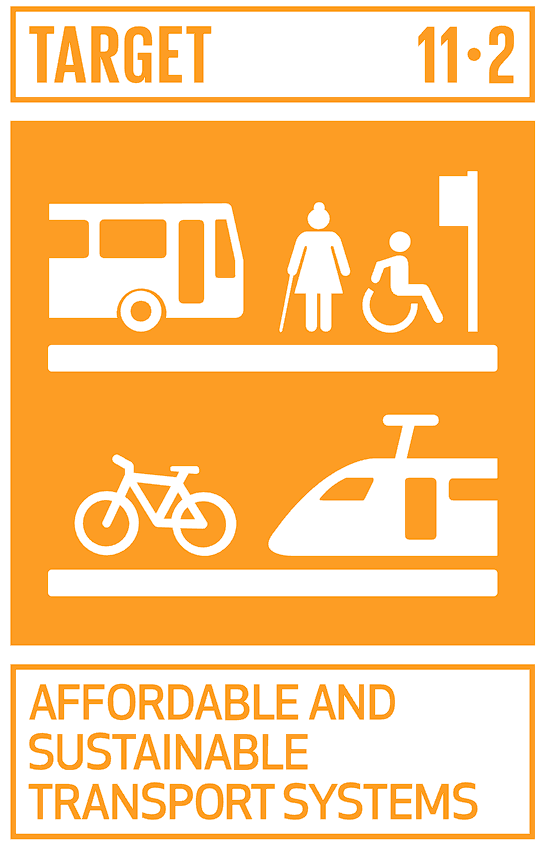 TARGET 11•2
AFFORDABLE AND
SUSTAINABLE
TRANSPORT SYSTEMS